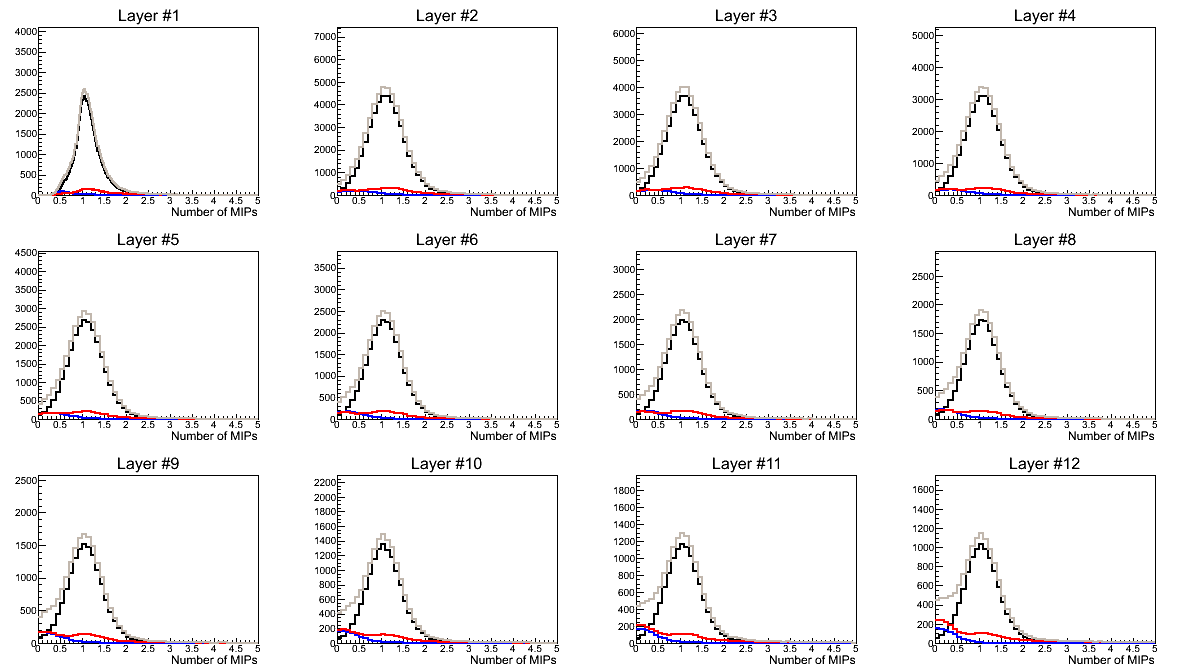 Layer #1
4000
3500
3000
2500
2000
1500
1000
500
0
0 0.5 1 1.5 2 2.5 3 3.5 4 4.5 5
Number of MIPs
Layer #2
7000
6000
5000
4000
3000
2000
1000
0
0 0.5 1 1.5 2 2.5 3 3.5 4 4.5 5
Number of MIPs
Layer #3
6000
5000
4000
3000
2000
1000
0
0 0.5 1 1.5 2 2.5 3 3.5 4 4.5 5
Number of MIPs
Layer #4
5000
4000
3000
2000
1000
0
0 0.5 1 1.5 2 2.5 3 3.5 4 4.5 5
Number of MIPs
Layer #5
4500
4000
3500
3000
2500
2000
1500
1000
500
0
0 0.5 1 1.5 2 2.5 3 3.5 4 4.5 5
Number of MIPs
Layer #6
3500
3000
2500
2000
1500
1000
500
0
0 0.5 1 1.5 2 2.5 3 3.5 4 4.5 5
Number of MIPs
Layer #7
3000
2500
2000
1500
1000
500
0
0 0.5 1 1.5 2 2.5 3 3.5 4 4.5 5
Number of MIPs
Layer #8
2500
2000
1500
1000
500
0
0 0.5 1 1.5 2 2.5 3 3.5 4 4.5 5
Number of MIPs
Layer #9
2500
2000
1500
1000
500
0
0 0.5 1 1.5 2 2.5 3 3.5 4 4.5 5
Number of MIPs
Layer #10
2200
2000
1800
1600
1400
1200
1000
800
600
400
200
0
0 0.5 1 1.5 2 2.5 3 3.5 4 4.5 5
Number of MIPs
Layer #11
1800
1600
1400
1200
1000
800
600
400
200
0
0 0.5 1 1.5 2 2.5 3 3.5 4 4.5 5
Number of MIPs
Layer #12
1600
1400
1200
1000
800
600
400
200
0
0 0.5 1 1.5 2 2.5 3 3.5 4 4.5 5
Number of MIPs